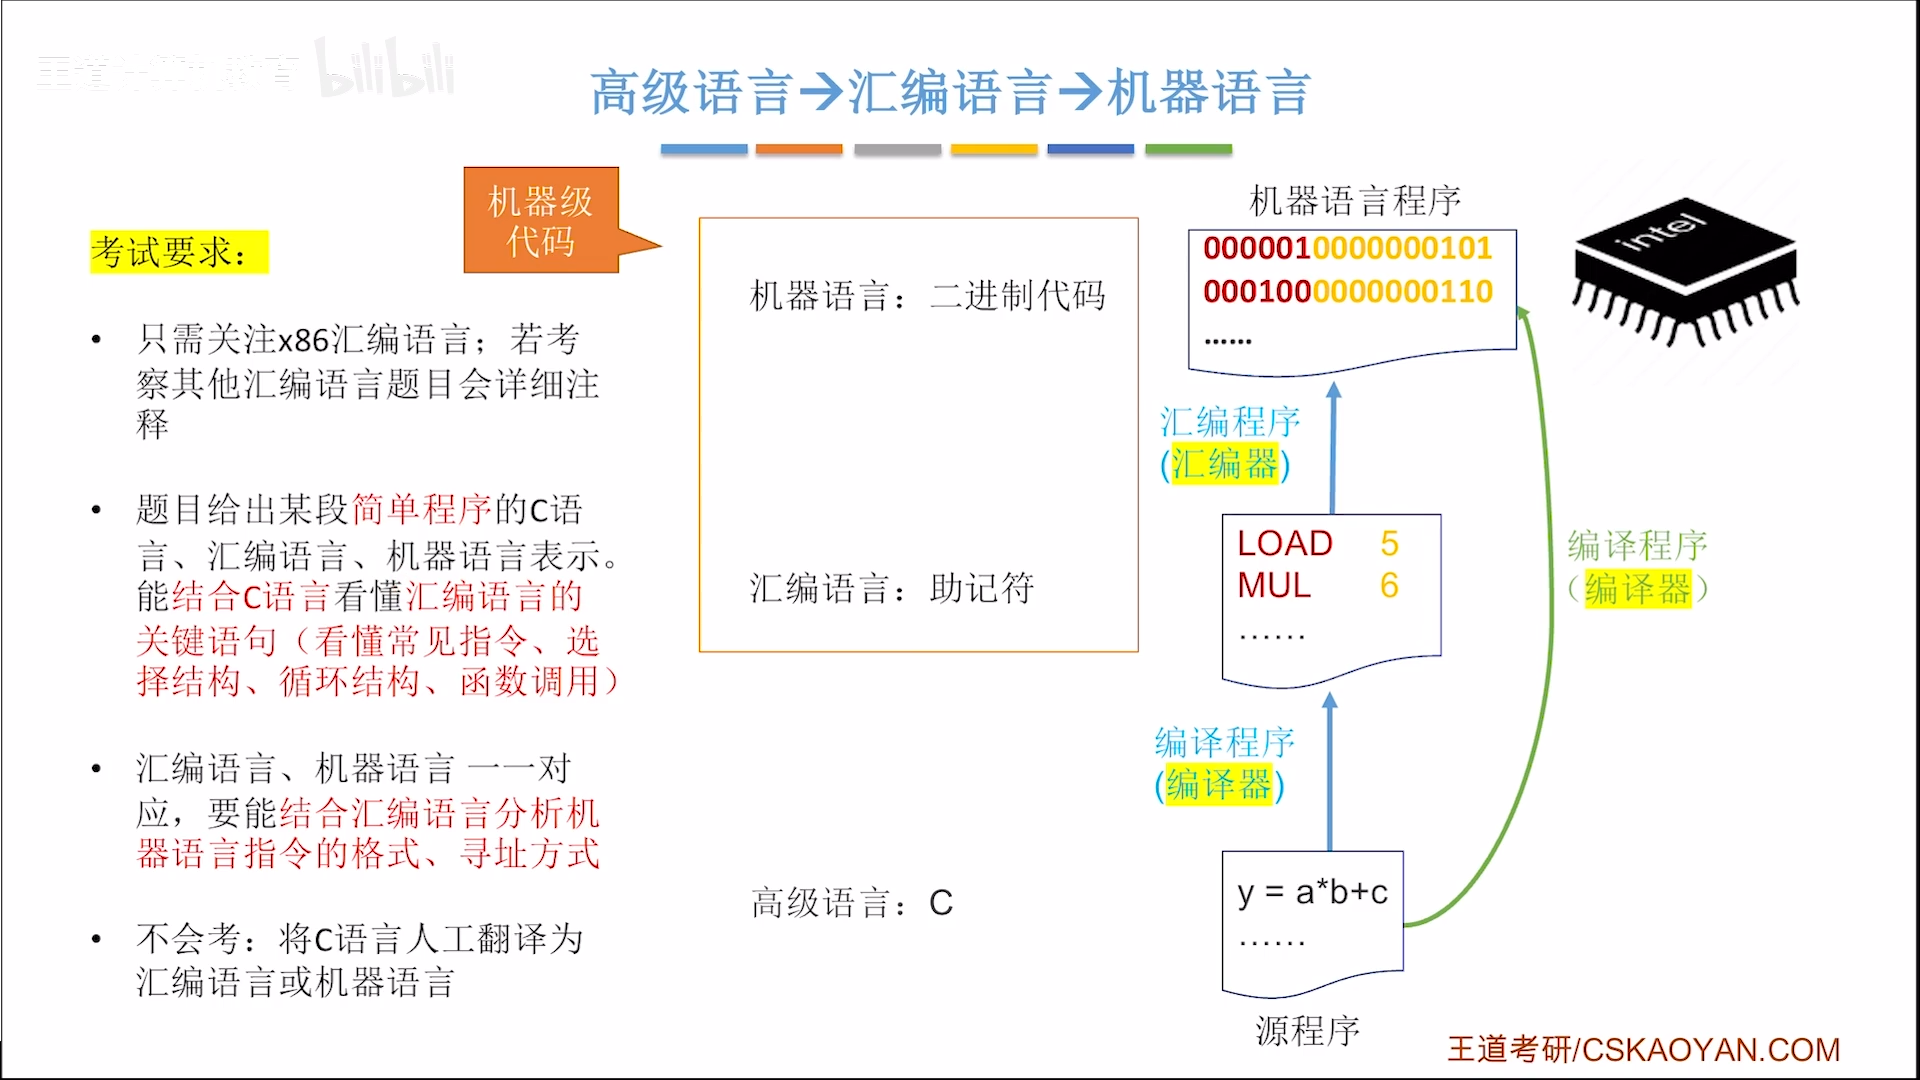 王道计算机教育 bilibili
高级语言→汇编语言→机器语言
机器级
代码
考试要求：
• 只需关注x86汇编语言；若考
察其他汇编语言题目会详细注
释
• 题目给出某段简单程序的C语
言、汇编语言、机器语言表示。
能结合C语言看懂汇编语言的
关键语句（看懂常见指令、选
择结构、循环结构、函数调用）
• 汇编语言、机器语言 一一对
应，要能结合汇编语言分析机
器语言指令的格式、寻址方式
• 不会考：将C语言人工翻译为
汇编语言或机器语言
机器语言：二进制代码
汇编语言：助记符
高级语言：C
机器语言程序
0000010000000101
0001000000000110
......
intel
汇编程序
(汇编器)
LOAD 5
MUL 6
......
编译程序
（编译器）
编译程序
(编译器)
y = a*b+c
......
源程序
王道考研/CSKAOYAN.COM